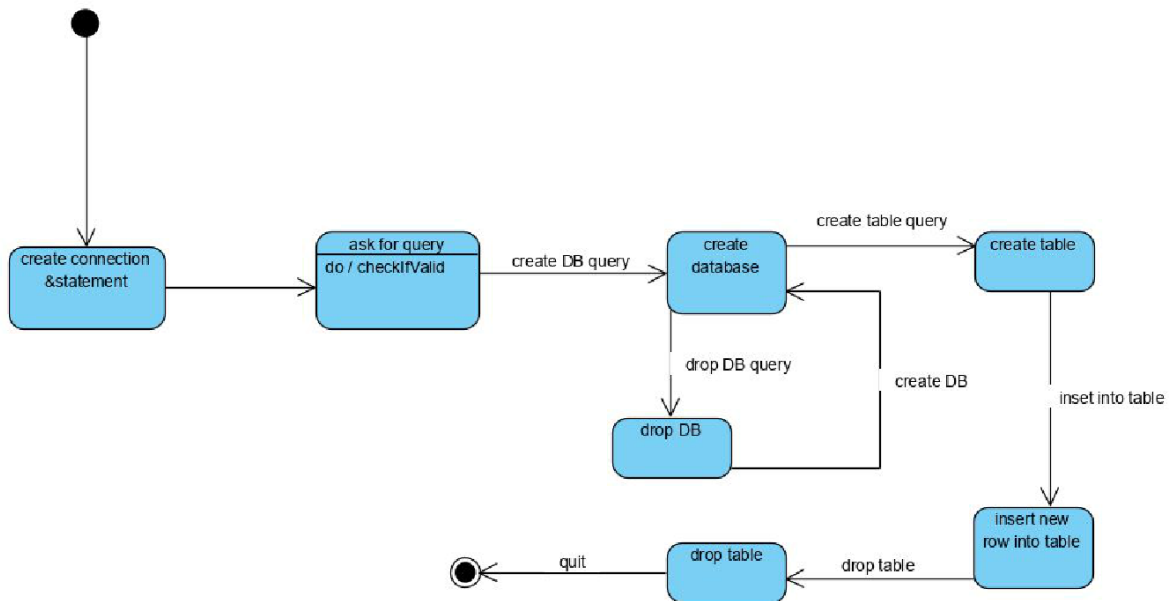 create connection
&statement
ask for query
do / checkIfValid
create DB query
create
database
create table query
create table
drop DB query
create DB
drop DB
inset into table
insert new
row into table
drop table
drop table
quit